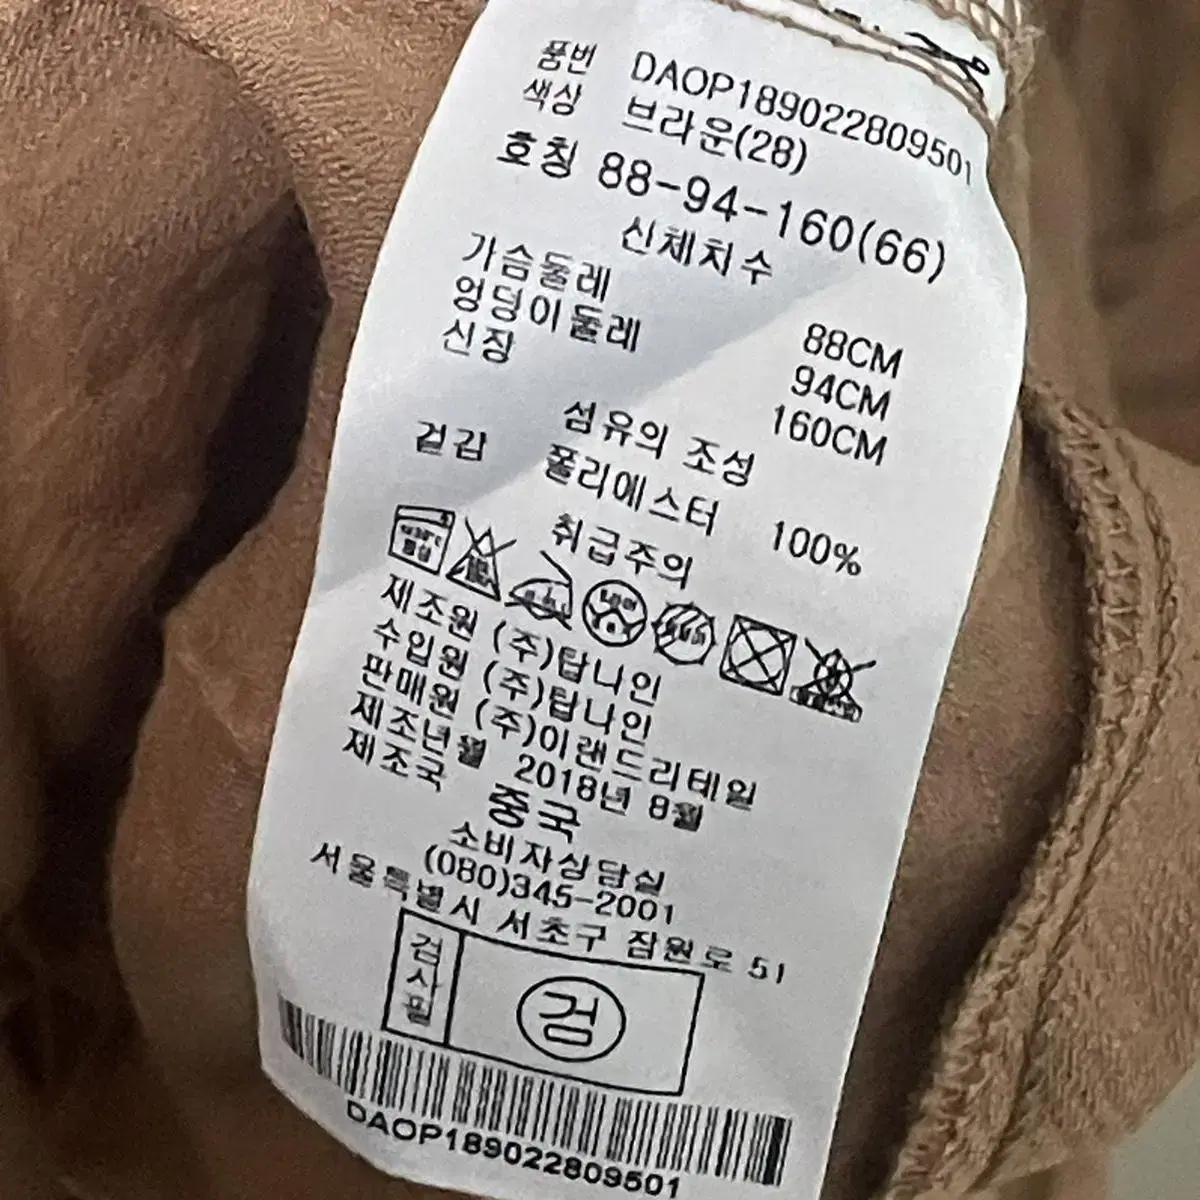 품번 DAOP189022809501
색상 브라운(28)
호칭 88-94-160(66)
신체치수
가슴둘레 88CM
엉덩이둘레 94CM
신장 160CM
섬유의 조성
겉감 폴리에스터 100%
취급주의
제조원 (주)탑나인
수입원 (주)탑나인
판매원 (주)이랜드리테일
제조년월 2018년 8월
제조국 중국
소비자상담실
(080)345-2001
서울특별시 서초구 잠원로 51
검사필 검
DAOP189022809501